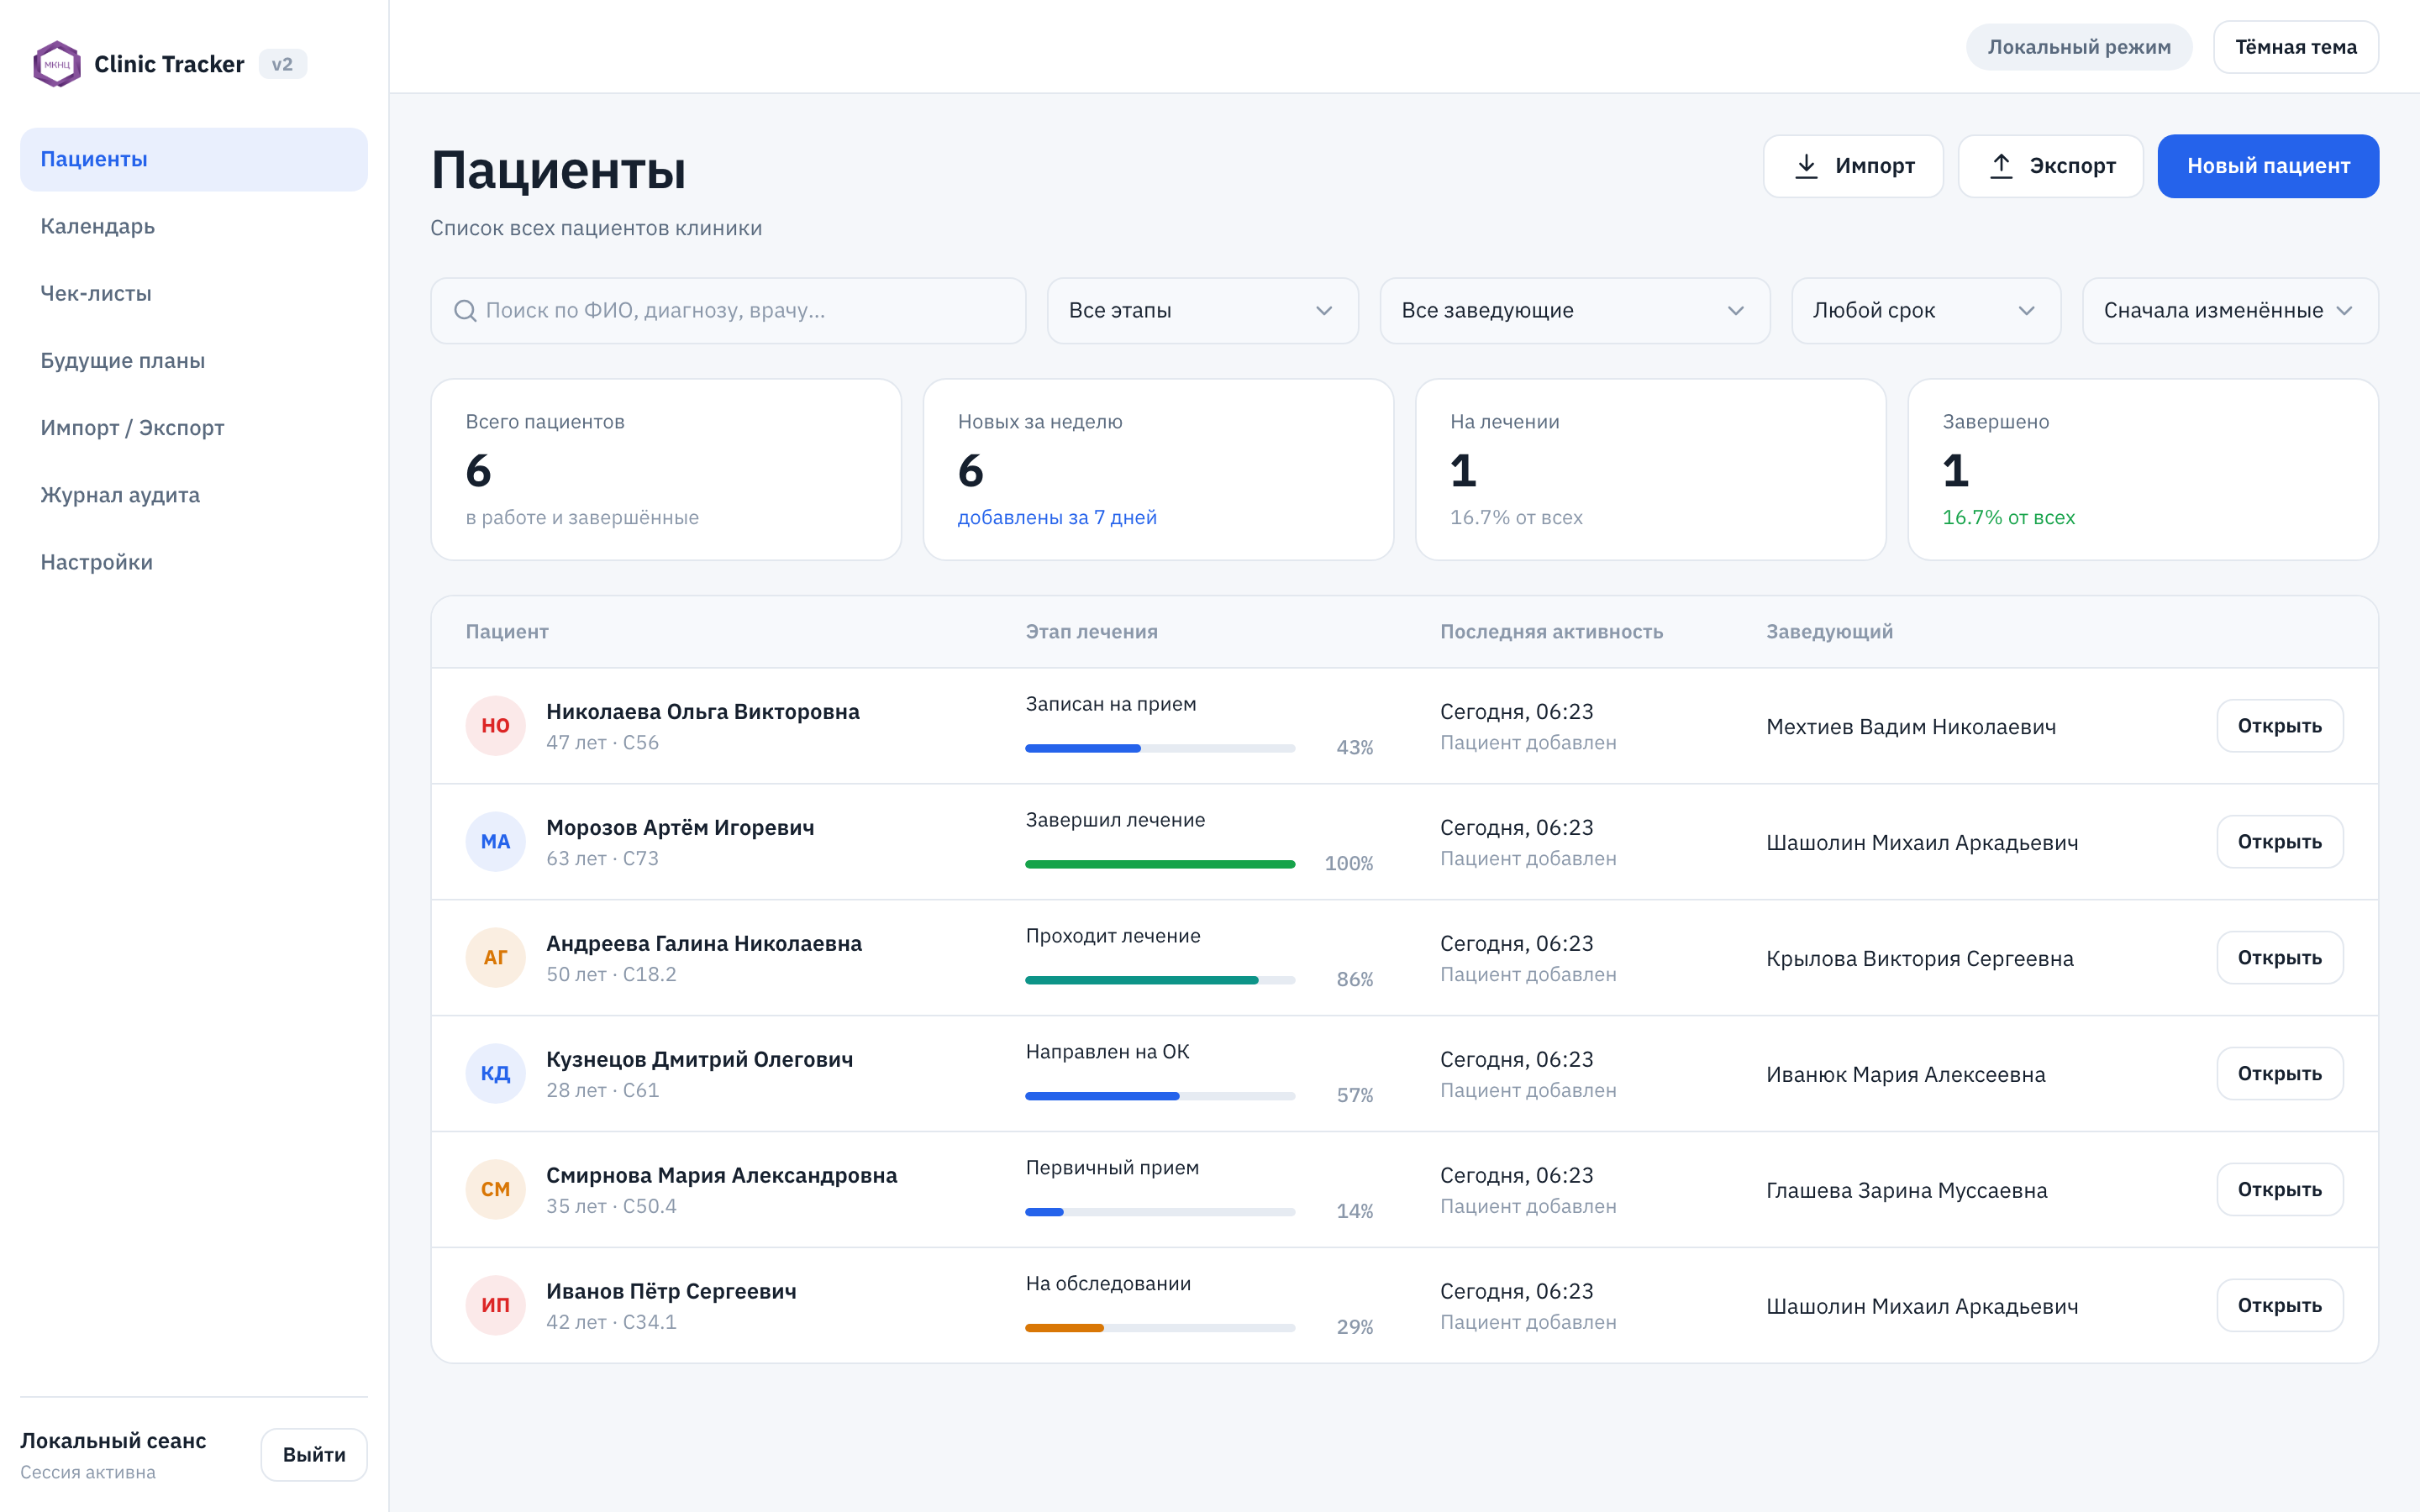 МКНЦ
Clinic Tracker v2
Пациенты
Календарь
Чек-листы
Будущие планы
Импорт / Экспорт
Журнал аудита
Настройки
Локальный сеанс
Сессия активна
Выйти
Локальный режим
Тёмная тема
Пациенты
Список всех пациентов клиники
Импорт
Экспорт
Новый пациент
Поиск по ФИО, диагнозу, врачу...
Все этапы
Все заведующие
Любой срок
Сначала изменённые
Всего пациентов
6
в работе и завершённые
Новых за неделю
6
добавлены за 7 дней
На лечении
1
16.7% от всех
Завершено
1
16.7% от всех
Пациент Этап лечения Последняя активность Заведующий
НО
Николаева Ольга Викторовна
47 лет · C56
Записан на прием
43%
Сегодня, 06:23
Пациент добавлен
Мехтиев Вадим Николаевич
Открыть
МА
Морозов Артём Игоревич
63 лет · C73
Завершил лечение
100%
Сегодня, 06:23
Пациент добавлен
Шашолин Михаил Аркадьевич
Открыть
АГ
Андреева Галина Николаевна
50 лет · C18.2
Проходит лечение
86%
Сегодня, 06:23
Пациент добавлен
Крылова Виктория Сергеевна
Открыть
КД
Кузнецов Дмитрий Олегович
28 лет · C61
Направлен на ОК
57%
Сегодня, 06:23
Пациент добавлен
Иванюк Мария Алексеевна
Открыть
СМ
Смирнова Мария Александровна
35 лет · C50.4
Первичный прием
14%
Сегодня, 06:23
Пациент добавлен
Глашева Зарина Муссаевна
Открыть
ИП
Иванов Пётр Сергеевич
42 лет · C34.1
На обследовании
29%
Сегодня, 06:23
Пациент добавлен
Шашолин Михаил Аркадьевич
Открыть